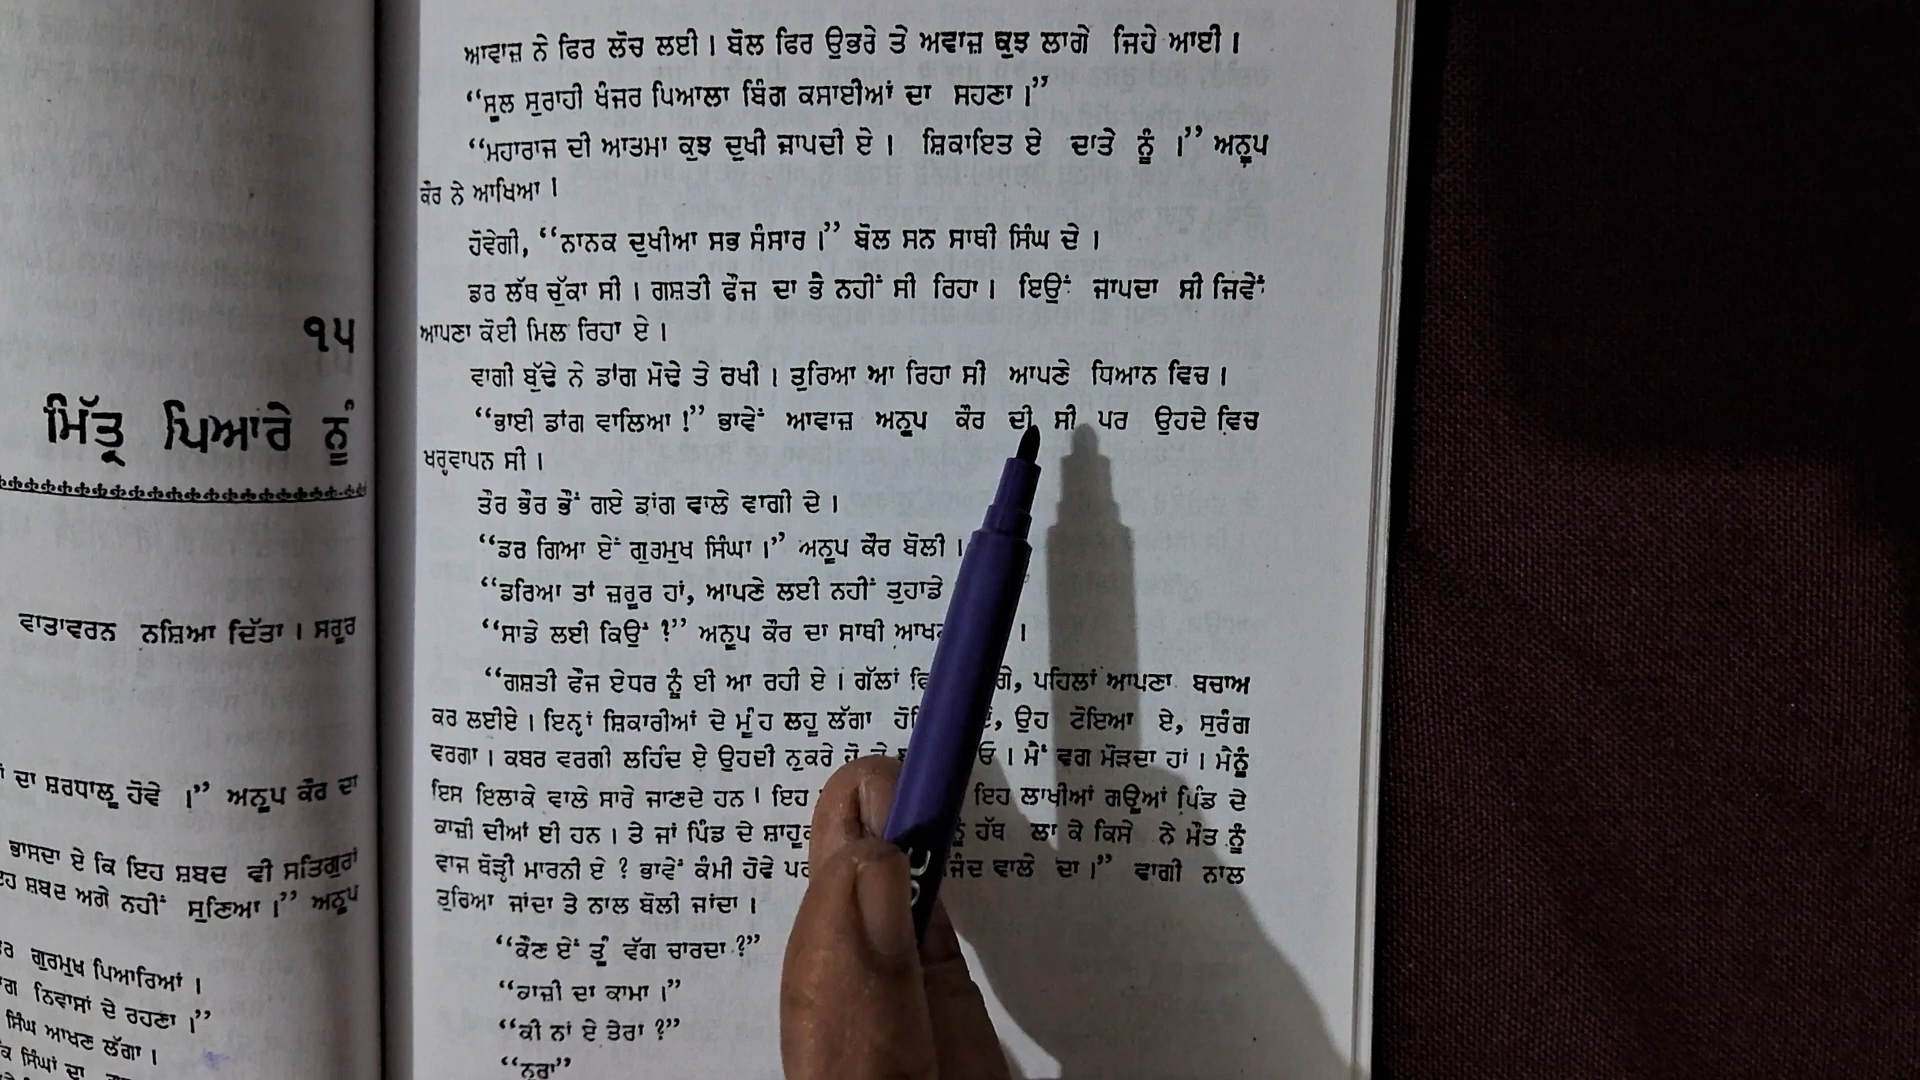 ੧੫
ਮਿੱਤ੍ਰ ਪਿਆਰੇ ਨੂੰ
ਵਾਤਾਵਰਨ ਨਸ਼ਿਆ ਦਿੱਤਾ । ਸਰੂਰ
ਦਾ ਸ਼ਰਧਾਲੂ ਹੋਵੇ ।” ਅਨੂਪ ਕੌਰ ਦਾ
ਭਾਸਦਾ ਏ ਕਿ ਇਹ ਸ਼ਬਦ ਵੀ ਸਤਿਗੁਰਾਂ
ਸ਼ਬਦ ਅਗੇ ਨਹੀਂ ਸੁਣਿਆ ।” ਅਨੂਪ
ਗੁਰਮੁਖ ਪਿਆਰਿਆਂ ।
ਨਿਵਾਸਾਂ ਦੇ ਰਹਣਾ ।”
ਸਿੰਘ ਆਖਣ ਲੱਗਾ ।
ਸਿੰਘਾਂ ਦਾ
ਆਵਾਜ਼ ਨੇ ਫਿਰ ਲੋਚ ਲਈ । ਬੋਲ ਫਿਰ ਉਭਰੇ ਤੇ ਅਵਾਜ਼ ਕੁਝ ਲਾਗੇ ਜਿਹੇ ਆਈ ।
“ਸੂਲ ਸੁਰਾਹੀ ਖੰਜਰ ਪਿਆਲਾ ਬਿੰਗ ਕਸਾਈਆਂ ਦਾ ਸਹਣਾ ।”
“ਮਹਾਰਾਜ ਦੀ ਆਤਮਾ ਕੁਝ ਦੁਖੀ ਜਾਪਦੀ ਏ । ਸ਼ਿਕਾਇਤ ਏ ਦਾਤੇ ਨੂੰ ।” ਅਨੂਪ
ਕੌਰ ਨੇ ਆਖਿਆ ।
ਹੋਵੇਗੀ, “ਨਾਨਕ ਦੁਖੀਆ ਸਭ ਸੰਸਾਰ ।” ਬੋਲ ਸਨ ਸਾਥੀ ਸਿੰਘ ਦੇ ।
ਡਰ ਲੱਥ ਚੁੱਕਾ ਸੀ । ਗਸ਼ਤੀ ਫੌਜ ਦਾ ਭੈ ਨਹੀਂ ਸੀ ਰਿਹਾ । ਇਉਂ ਜਾਪਦਾ ਸੀ ਜਿਵੇਂ
ਆਪਣਾ ਕੋਈ ਮਿਲ ਰਿਹਾ ਏ ।
ਵਾਗੀ ਬੁੱਢੇ ਨੇ ਡਾਂਗ ਮੋਢੇ ਤੇ ਰਖੀ । ਤੁਰਿਆ ਆ ਰਿਹਾ ਸੀ ਆਪਣੇ ਧਿਆਨ ਵਿਚ ।
“ਭਾਈ ਡਾਂਗ ਵਾਲਿਆ !” ਭਾਵੇਂ ਆਵਾਜ਼ ਅਨੂਪ ਕੌਰ ਦੀ ਸੀ ਪਰ ਉਹਦੇ ਵਿਚ
ਖਰ੍ਹਵਾਪਨ ਸੀ ।
ਤੌਰ ਭੌਰ ਭੌਂ ਗਏ ਡਾਂਗ ਵਾਲੇ ਵਾਗੀ ਦੇ ।
“ਡਰ ਗਿਆ ਏਂ ਗੁਰਮੁਖ ਸਿੰਘਾ ।” ਅਨੂਪ ਕੌਰ ਬੋਲੀ ।
“ਡਰਿਆ ਤਾਂ ਜ਼ਰੂਰ ਹਾਂ, ਆਪਣੇ ਲਈ ਨਹੀਂ ਤੁਹਾਡੇ
“ਸਾਡੇ ਲਈ ਕਿਉਂ ?” ਅਨੂਪ ਕੌਰ ਦਾ ਸਾਥੀ ।
“ਗਸ਼ਤੀ ਫੌਜ ਏਧਰ ਨੂੰ ਈ ਆ ਰਹੀ ਏ । ਗੱਲਾਂ ਪਹਿਲਾਂ ਆਪਣਾ ਬਚਾਅ
ਕਰ ਲਈਏ । ਇਨ੍ਹਾਂ ਸ਼ਿਕਾਰੀਆਂ ਦੇ ਮੂੰਹ ਲਹੂ ਲੱਗਾ ਉਹ ਟੋਇਆ ਏ, ਸੁਰੰਗ
ਵਰਗਾ । ਕਬਰ ਵਰਗੀ ਲਹਿੰਦ ਏ ਉਹਦੀ ਨੁਕਰੇ ਹੋ ਕੇ । ਮੈਂ ਵਗ ਮੋੜਦਾ ਹਾਂ । ਮੈਨੂੰ
ਇਸ ਇਲਾਕੇ ਵਾਲੇ ਸਾਰੇ ਜਾਣਦੇ ਹਨ । ਇਹ ਇਹ ਲਾਖੀਆਂ ਗਊਆਂ ਪਿੰਡ ਦੇ
ਕਾਜ਼ੀ ਦੀਆਂ ਈ ਹਨ । ਤੇ ਜਾਂ ਪਿੰਡ ਦੇ ਹੱਥ ਲਾ ਕੇ ਕਿਸੇ ਨੇ ਮੌਤ ਨੂੰ
ਵਾਜ ਥੋੜ੍ਹੀ ਮਾਰਨੀ ਏ ? ਭਾਵੇਂ ਕੰਮੀ ਹੋਵੇ ਪਰ ਵਾਲੇ ਦਾ ।” ਵਾਗੀ ਨਾਲ
ਤੁਰਿਆ ਜਾਂਦਾ ਤੇ ਨਾਲ ਬੋਲੀ ਜਾਂਦਾ ।
“ਕੌਣ ਏਂ ਤੂੰ ਵੱਗ ਚਾਰਦਾ ?”
“ਕਾਜ਼ੀ ਦਾ ਕਾਮਾ ।”
“ਕੀ ਨਾਂ ਏ ਤੇਰਾ ?”
“ਨੂਰਾ”